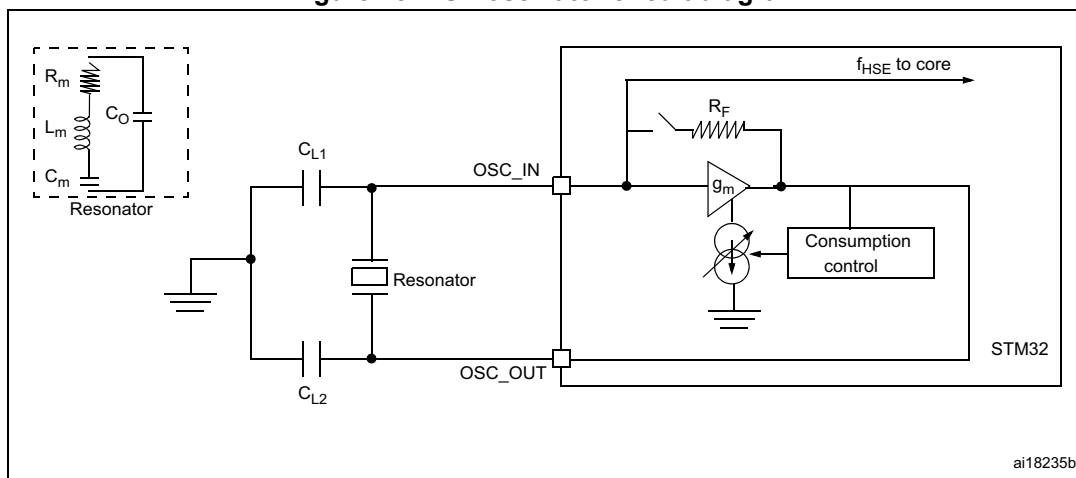 fHSE to core
Rm
RF
CO
Lm
CL1
OSC_IN
Cm
gm
Resonator
Consumption
control
Resonator
STM32
OSC_OUT
CL2
ai18235b